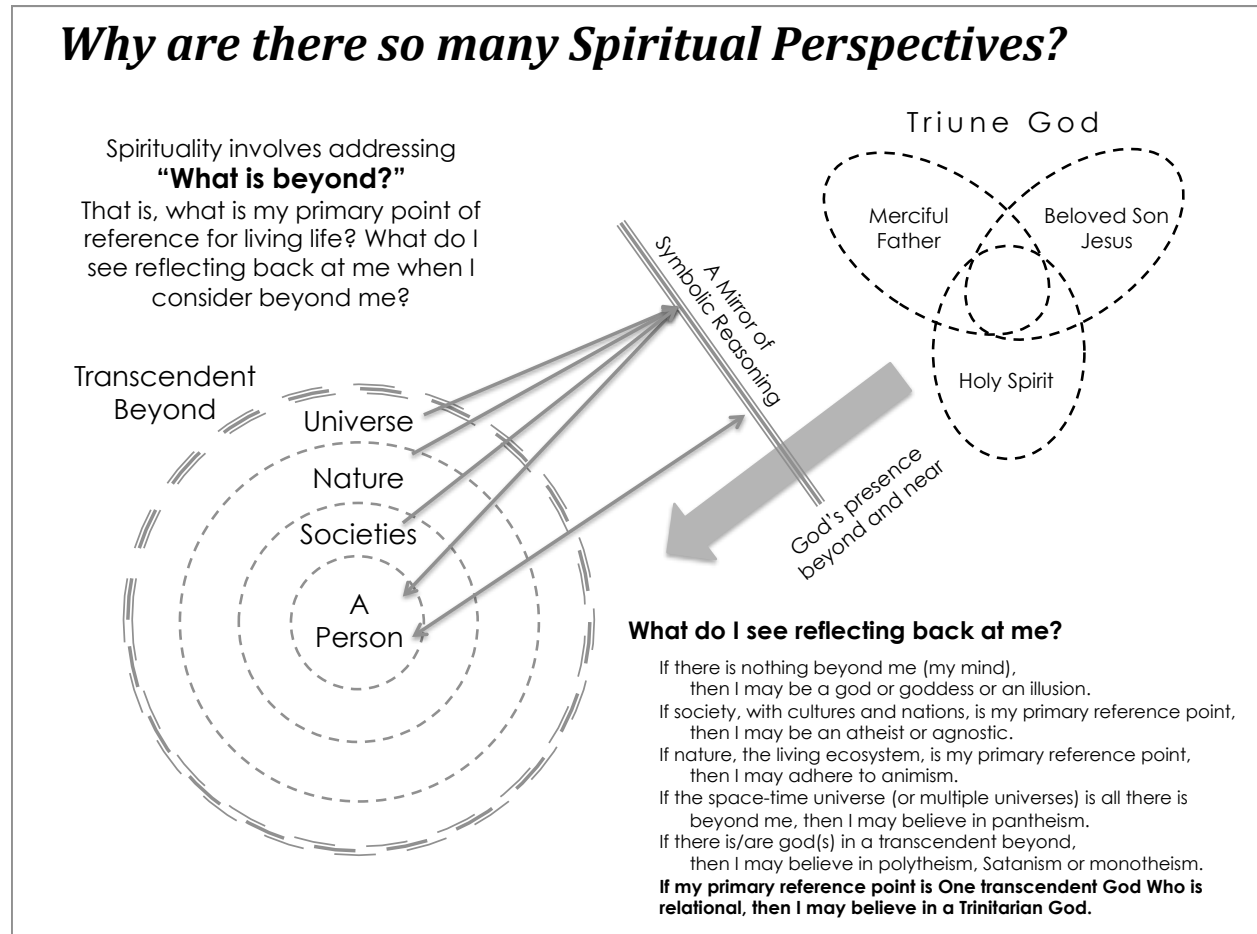 Why are there so many Spiritual Perspectives?
Spirituality involves addressing
“What is beyond?”
That is, what is my primary point of
reference for living life? What do I
see reflecting back at me when I
consider beyond me?
Triune God
Merciful
Father
Beloved Son
Jesus
Holy Spirit
A Mirror of
Symbolic Reasoning
God’s presence
beyond and near
Transcendent
Beyond
Universe
Nature
Societies
A
Person
What do I see reflecting back at me?
If there is nothing beyond me (my mind),
then I may be a god or goddess or an illusion.
If society, with cultures and nations, is my primary reference point,
then I may be an atheist or agnostic.
If nature, the living ecosystem, is my primary reference point,
then I may adhere to animism.
If the space-time universe (or multiple universes) is all there is
beyond me, then I may believe in pantheism.
If there is/are god(s) in a transcendent beyond,
then I may believe in polytheism, Satanism or monotheism.
If my primary reference point is One transcendent God Who is
relational, then I may believe in a Trinitarian God.